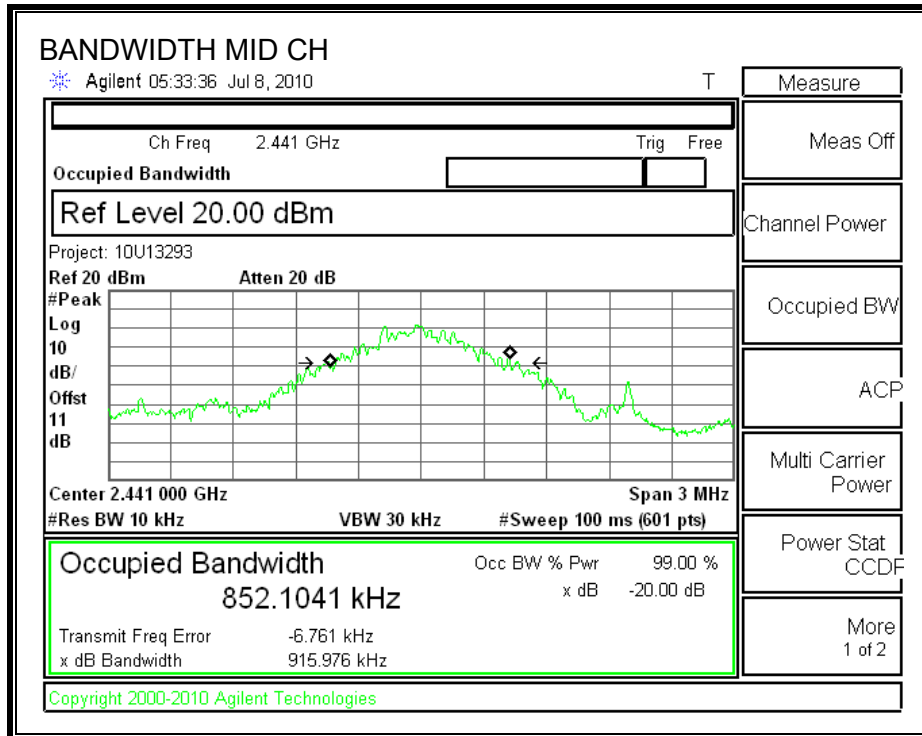 BANDWIDTH MID CH
Agilent 05:33:36 Jul 8, 2010 T
Measure
Ch Freq 2.441 GHz Trig Free
Meas Off
Occupied Bandwidth
Ref Level 20.00 dBm
Channel Power
Project: 10U13293
Ref 20 dBm Atten 20 dB
#Peak
Log
10
dB/
Offst
11
dB
Occupied BW
ACP
Multi Carrier
Power
Center 2.441 000 GHz Span 3 MHz
#Res BW 10 kHz VBW 30 kHz #Sweep 100 ms (601 pts)
Power Stat
CCDF
Occupied Bandwidth Occ BW % Pwr 99.00 %
852.1041 kHz x dB -20.00 dB
Transmit Freq Error -6.761 kHz
x dB Bandwidth 915.976 kHz
More
1 of 2
Copyright 2000-2010 Agilent Technologies